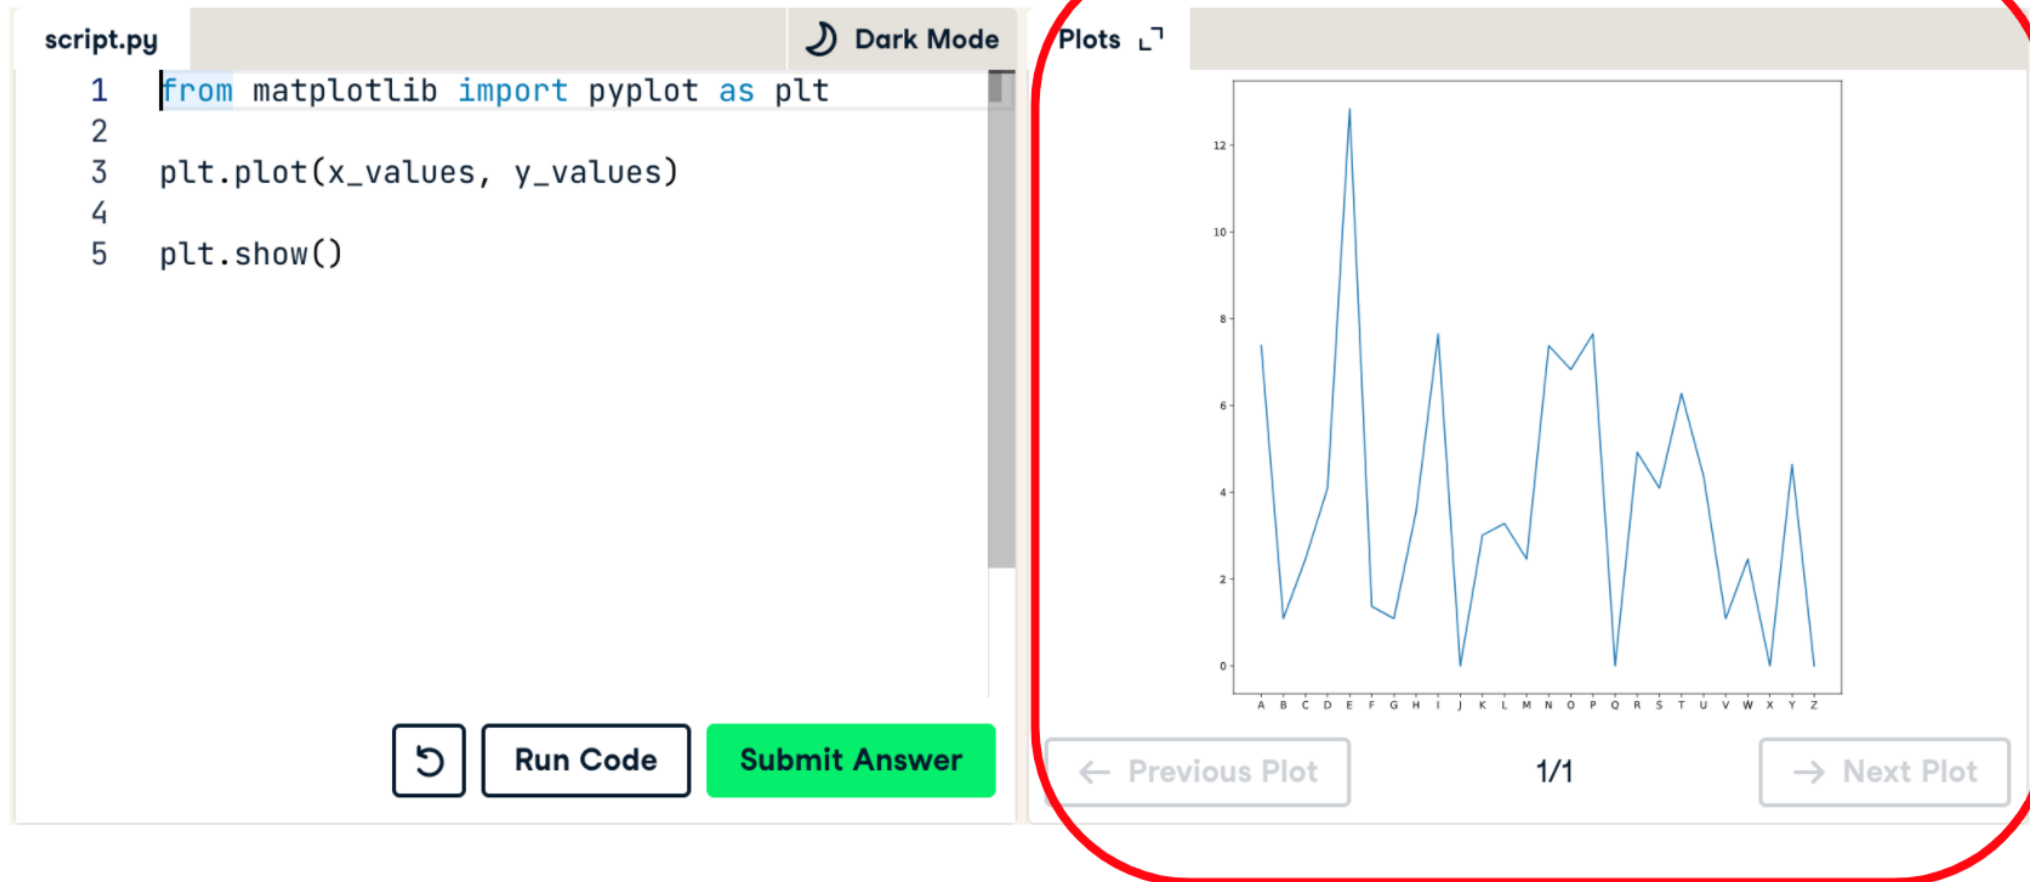 script.py
Dark Mode
1 from matplotlib import pyplot as plt
2
3 plt.plot(x_values, y_values)
4
5 plt.show()
Run Code
Submit Answer
Plots
12
10
8
6
4
2
0
A B C D E F G H I J K L M N O P Q R S T U V W X Y Z
← Previous Plot
1/1
→ Next Plot